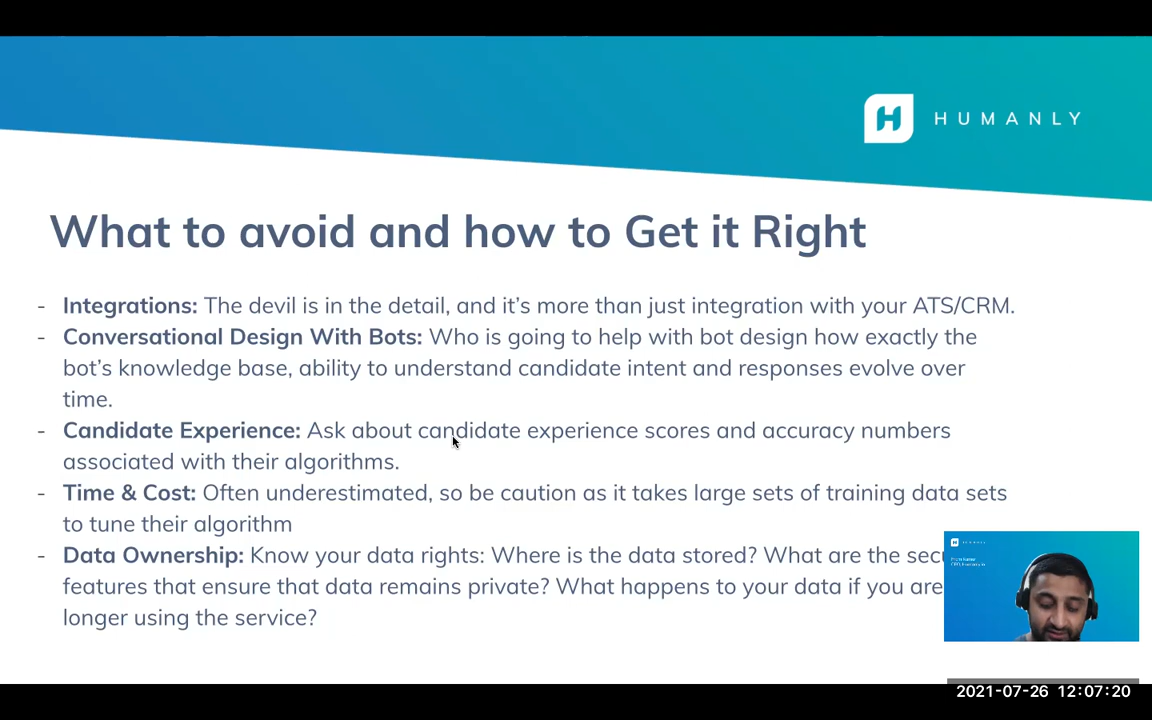 HUMANLY
What to avoid and how to Get it Right
- Integrations: The devil is in the detail, and it’s more than just integration with your ATS/CRM.
- Conversational Design With Bots: Who is going to help with bot design how exactly the
bot’s knowledge base, ability to understand candidate intent and responses evolve over
time.
- Candidate Experience: Ask about candidate experience scores and accuracy numbers
associated with their algorithms.
- Time & Cost: Often underestimated, so be caution as it takes large sets of training data sets
to tune their algorithm
- Data Ownership: Know your data rights: Where is the data stored? What are the
features that ensure that data remains private? What happens to your data if you are
longer using the service?
2021-07-26 12:07:20